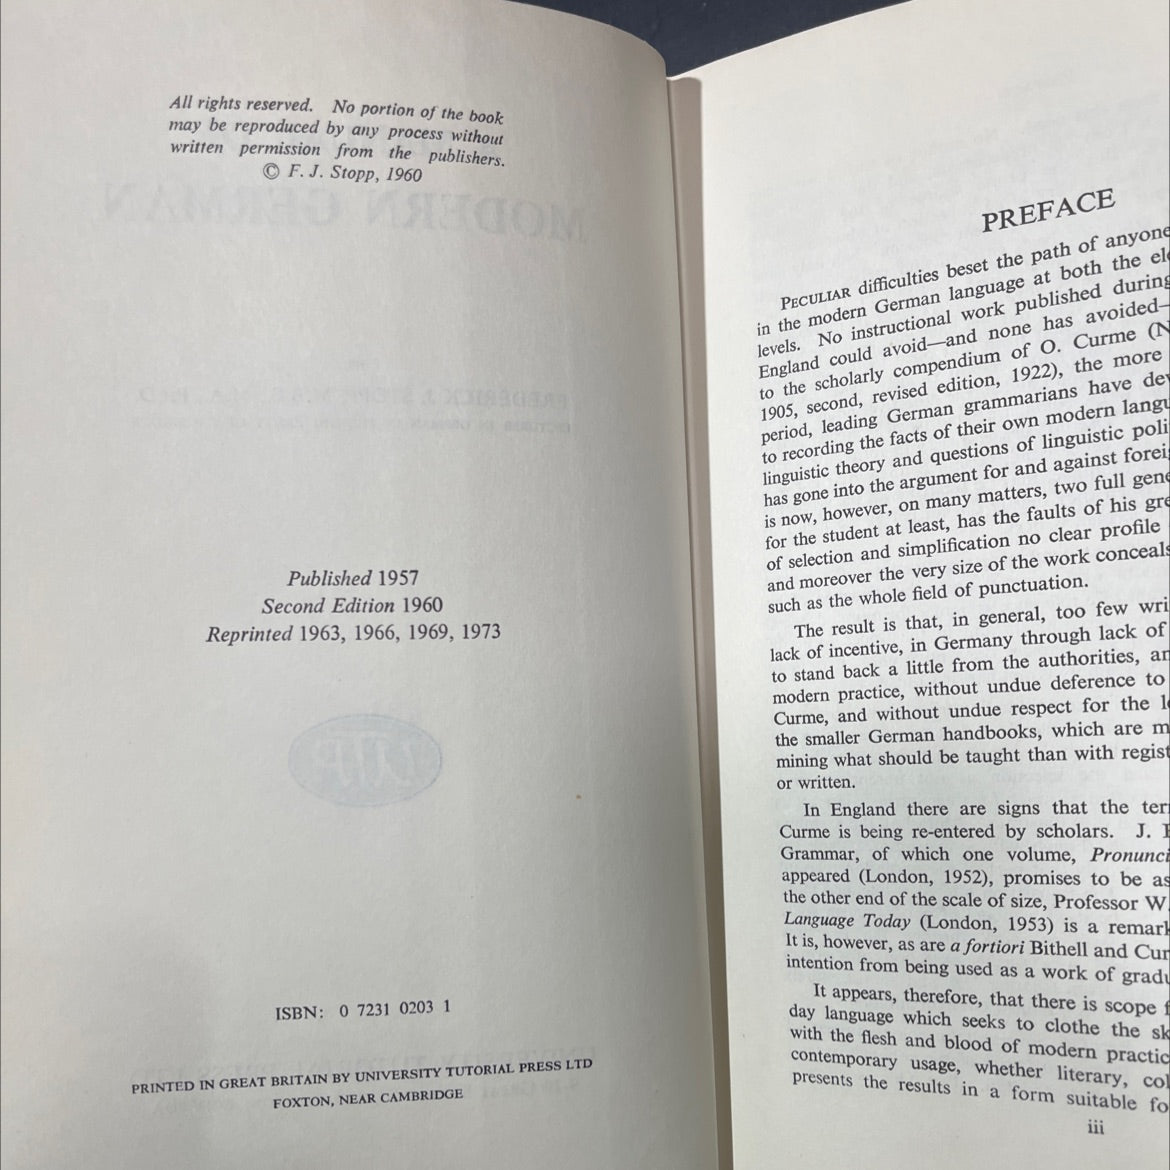 All rights reserved. No portion of the book
may be reproduced by any process without
written permission from the publishers.
© F. J. Stopp, 1960
MODERN GERMAN
Published 1957
Second Edition 1960
Reprinted 1963, 1966, 1969, 1973
ISBN: 0 7231 0203 1
PRINTED IN GREAT BRITAIN BY UNIVERSITY TUTORIAL PRESS LTD
FOXTON, NEAR CAMBRIDGE
PREFACE
PECULIAR difficulties beset the path of anyone
in the modern German language at both the
levels. No instructional work published during
England could avoid—and none has avoided—
to the scholarly compendium of O. Curme (N
1905, second, revised edition, 1922), the more
period, leading German grammarians have
to recording the facts of their own modern
linguistic theory and questions of linguistic
has gone into the argument for and against
is now, however, on many matters, two full
for the student at least, has the faults of his
of selection and simplification no clear profile
and moreover the very size of the work conceals
such as the whole field of punctuation.
The result is that, in general, too few
lack of incentive, in Germany through lack of
to stand back a little from the authorities,
modern practice, without undue deference to
Curme, and without undue respect for the
the smaller German handbooks, which are
mining what should be taught than with
or written.
In England there are signs that the
Curme is being re-entered by scholars. J.
Grammar, of which one volume,
appeared (London, 1952), promises to be as
the other end of the scale of size, Professor W.
Language Today (London, 1953) is a
It is, however, as are a fortiori Bithell and
intention from being used as a work of
It appears, therefore, that there is scope
day language which seeks to clothe the
with the flesh and blood of modern
contemporary usage, whether literary,
presents the results in a form suitable
iii